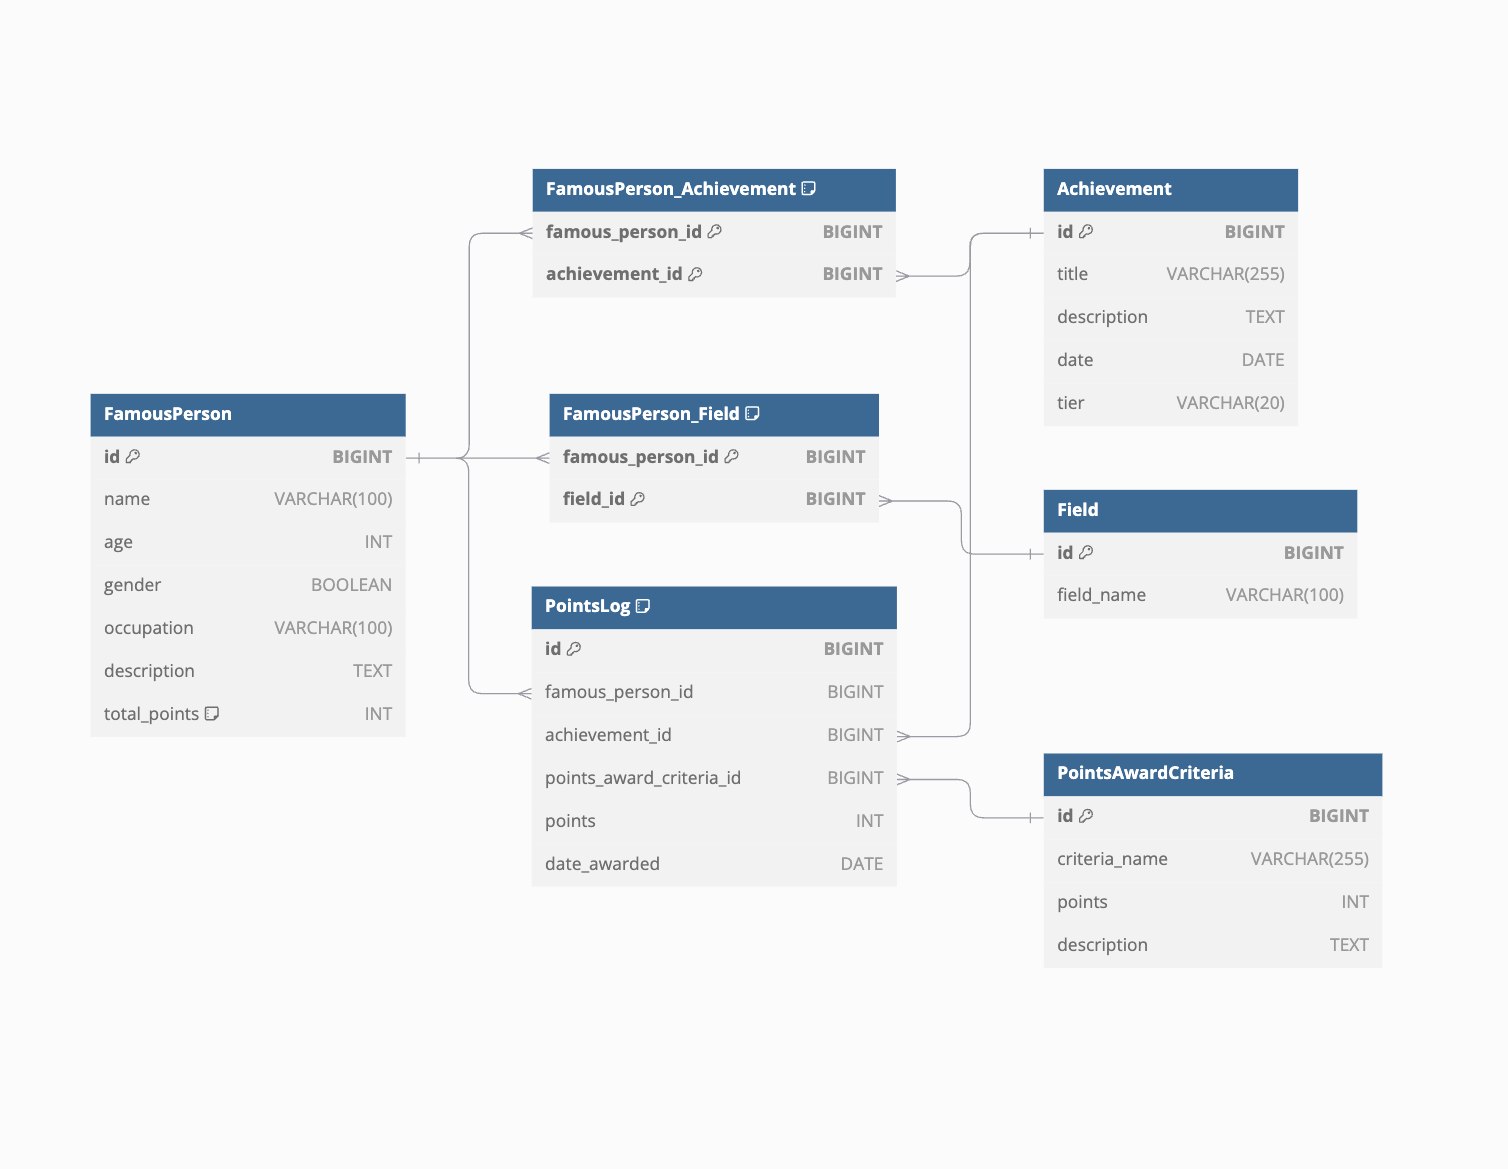 FamousPerson_Achievement
famous_person_id BIGINT
achievement_id BIGINT
Achievement
id BIGINT
title VARCHAR(255)
description TEXT
date DATE
tier VARCHAR(20)
FamousPerson
id BIGINT
name VARCHAR(100)
age INT
gender BOOLEAN
occupation VARCHAR(100)
description TEXT
total_points INT
FamousPerson_Field
famous_person_id BIGINT
field_id BIGINT
Field
id BIGINT
field_name VARCHAR(100)
PointsLog
id BIGINT
famous_person_id BIGINT
achievement_id BIGINT
points_award_criteria_id BIGINT
points INT
date_awarded DATE
PointsAwardCriteria
id BIGINT
criteria_name VARCHAR(255)
points INT
description TEXT